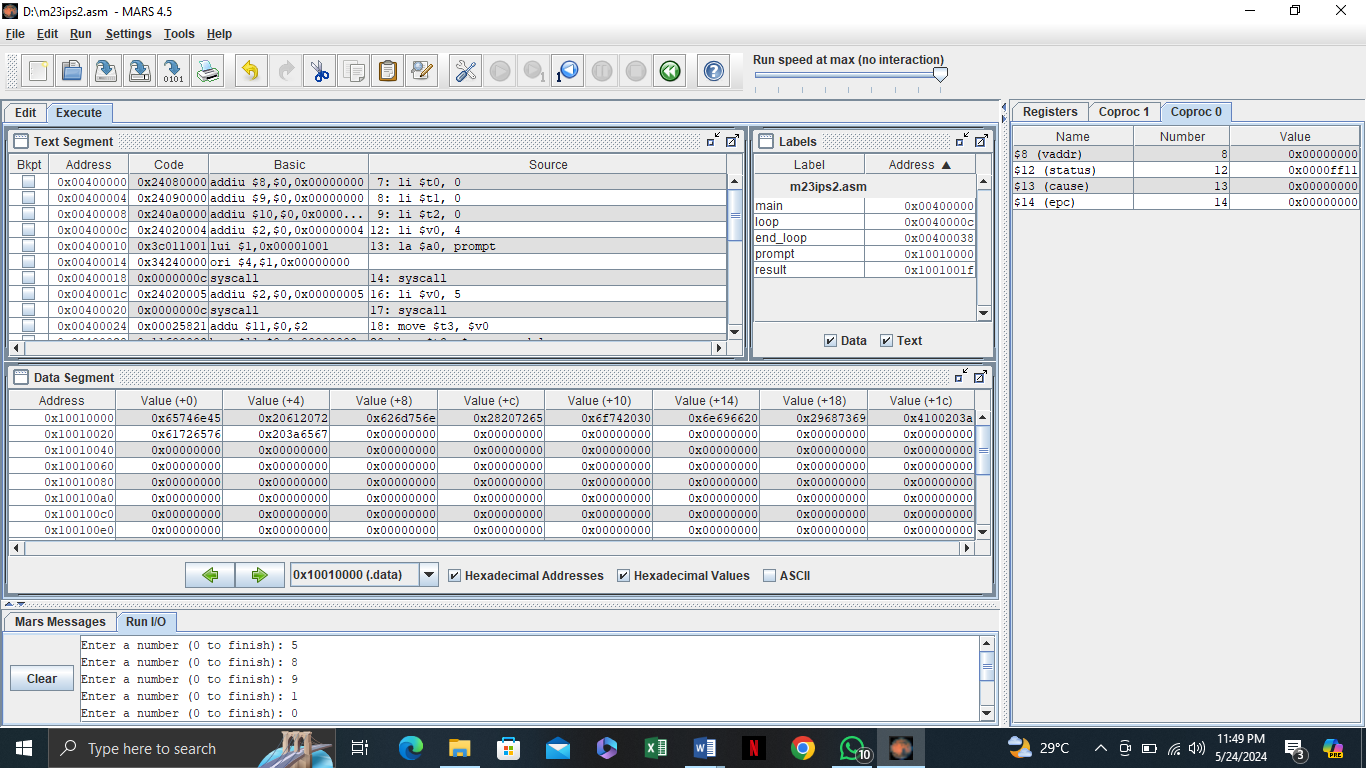 D:\m23ips2.asm - MARS 4.5
File Edit Run Settings Tools Help
Run speed at max (no interaction)
Edit Execute
Registers Coproc 1 Coproc 0
Text Segment
Bkpt Address Code Basic Source
0x00400000 0x24080000 addiu $8,$0,0x00000000 7: li $t0, 0
0x00400004 0x24090000 addiu $9,$0,0x00000000 8: li $t1, 0
0x00400008 0x240a0000 addiu $10,$0,0x0000... 9: li $t2, 0
0x0040000c 0x24020004 addiu $2,$0,0x00000004 12: li $v0, 4
0x00400010 0x3c011001 lui $1,0x00001001 13: la $a0, prompt
0x00400014 0x34240000 ori $4,$1,0x00000000
0x00400018 0x0000000c syscall 14: syscall
0x0040001c 0x24020005 addiu $2,$0,0x00000005 16: li $v0, 5
0x00400020 0x0000000c syscall 17: syscall
0x00400024 0x00025821 addu $11,$0,$2 18: move $t3, $v0
Labels
Label Address ▲
m23ips2.asm
main 0x00400000
loop 0x0040000c
end_loop 0x00400038
prompt 0x10010000
result 0x1001001f
Data Text
Name Number Value
$8 (vaddr) 8 0x00000000
$12 (status) 12 0x0000ff11
$13 (cause) 13 0x00000000
$14 (epc) 14 0x00000000
Data Segment
Address Value (+0) Value (+4) Value (+8) Value (+c) Value (+10) Value (+14) Value (+18) Value (+1c)
0x10010000 0x65746e45 0x20612072 0x626d756e 0x28207265 0x6f742030 0x6e696620 0x29687369 0x4100203a
0x10010020 0x61726576 0x203a6567 0x00000000 0x00000000 0x00000000 0x00000000 0x00000000 0x00000000
0x10010040 0x00000000 0x00000000 0x00000000 0x00000000 0x00000000 0x00000000 0x00000000 0x00000000
0x10010060 0x00000000 0x00000000 0x00000000 0x00000000 0x00000000 0x00000000 0x00000000 0x00000000
0x10010080 0x00000000 0x00000000 0x00000000 0x00000000 0x00000000 0x00000000 0x00000000 0x00000000
0x100100a0 0x00000000 0x00000000 0x00000000 0x00000000 0x00000000 0x00000000 0x00000000 0x00000000
0x100100c0 0x00000000 0x00000000 0x00000000 0x00000000 0x00000000 0x00000000 0x00000000 0x00000000
0x100100e0 0x00000000 0x00000000 0x00000000 0x00000000 0x00000000 0x00000000 0x00000000 0x00000000
0x10010000 (.data) Hexadecimal Addresses Hexadecimal Values ASCII
Mars Messages Run I/O
Clear
Enter a number (0 to finish): 5
Enter a number (0 to finish): 8
Enter a number (0 to finish): 9
Enter a number (0 to finish): 1
Enter a number (0 to finish): 0
Type here to search
10
29°C
11:49 PM
5/24/2024
3
PRE